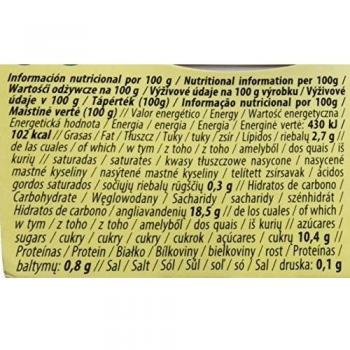 Información nutricional por 100 g / Nutritional information per 100g /
Wartości odżywcze na 100 g / Výživové údaje na 100 g výrobku / Výživové
údaje v 100 g / Tápérték (100g) / Informação nutricional por 100 g /
Maistinė vertė (100 g) // Valor energético / Energy / Wartość energetyczna /
Energetická hodnota / Energia / energia / Energia / Energinė vertė: 430 kJ /
102 kcal // Grasas / Fat / Tłuszcz / Tuky / tuky / zsír / Lípidos / riebalų 2,7 g //
de las cuales / of which / w tym / z toho / z toho / amelyből / dos quais / iš
kurių // saturadas / saturates / kwasy tłuszczowe nasycone / nasycené
mastné kyseliny / nasýtené mastné kyseliny / telített zsírsavak / ácidos
gordos saturados / sočiųjų riebalų rūgščių 0,3 g // Hidratos de carbono /
Carbohydrate / Węglowodany / Sacharidy / sacharidy / szénhidrát /
Hidratos de carbono / angliavandenių 18,5 g // de los cuales / of which /
w tym / z toho / z toho / amelyből / dos quais / iš kurių // azúcares /
sugars / cukry / cukry / cukry / cukrok / açúcares / cukrų 10,4 g //
Proteínas / Protein / Białko / Bílkoviny / bielkoviny / rost / Proteínas /
baltymų: 0,8 g // Sal / Salt / Sól / Sůl / soľ / só / Sal / druska: 0,1 g